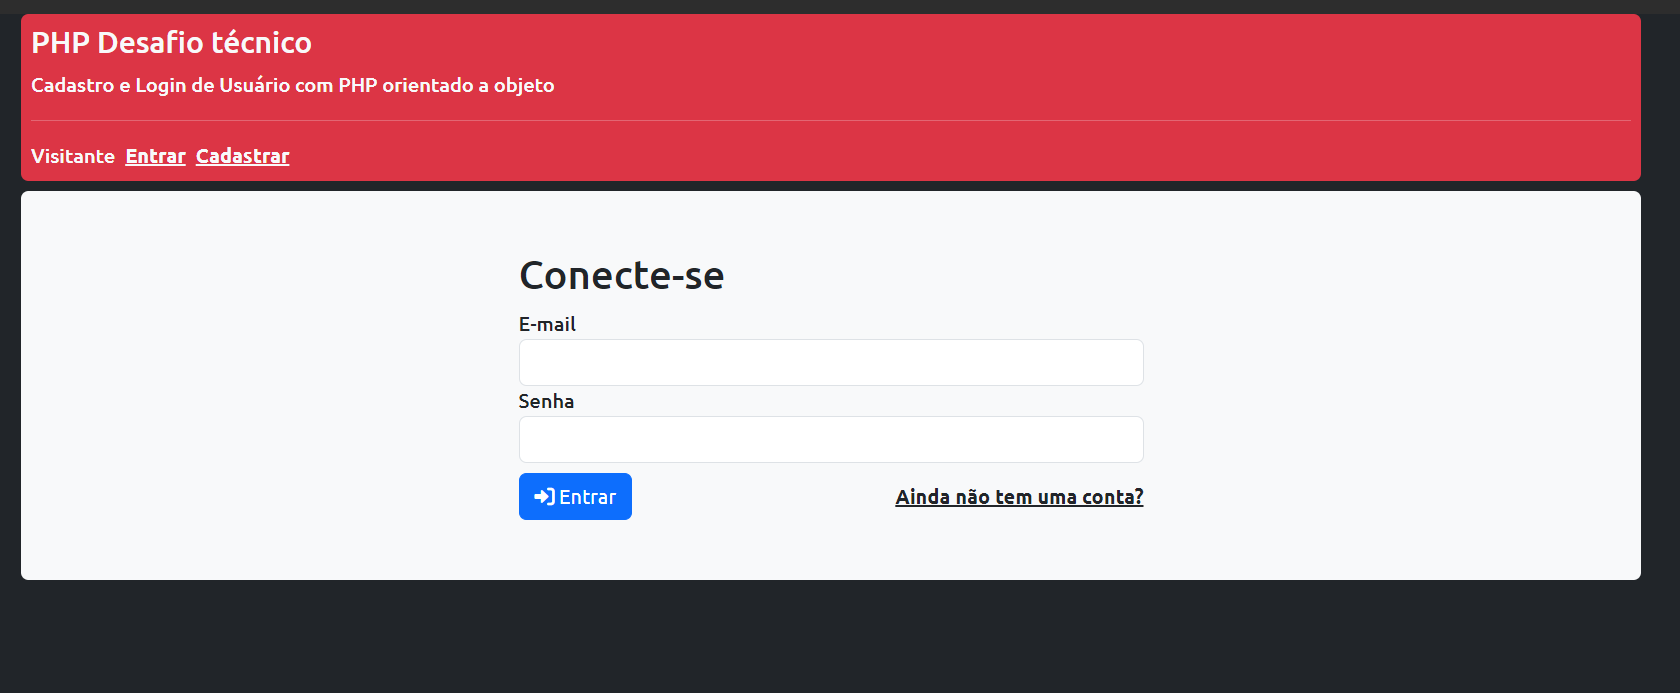 PHP Desafio técnico
Cadastro e Login de Usuário com PHP orientado a objeto
Visitante Entrar Cadastrar
Conecte-se
E-mail
Senha
Entrar Ainda não tem uma conta?